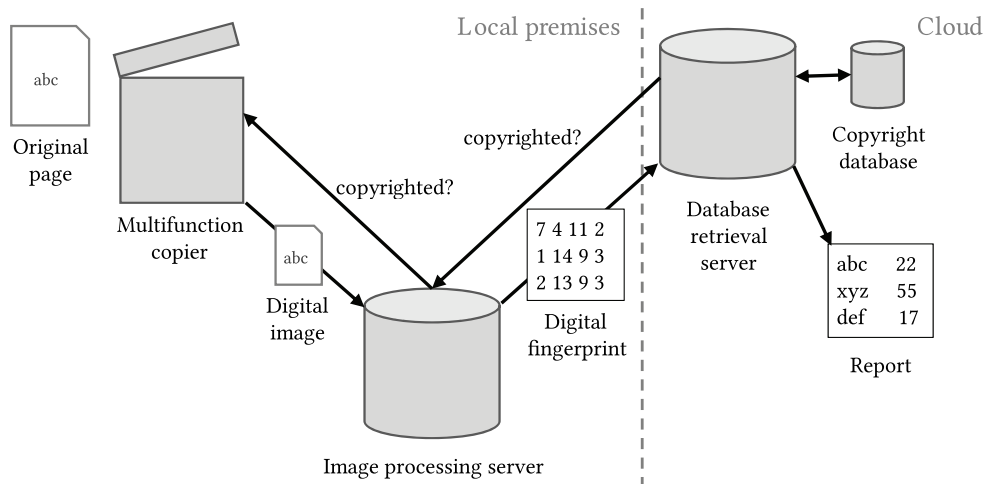 Local premises
Cloud
abc
Original
page
Multifunction
copier
copyrighted?
copyrighted?
abc
Digital
image
7 4 11 2
1 14 9 3
2 13 9 3
Digital
fingerprint
Image processing server
Database
retrieval
server
Copyright
database
abc 22
xyz 55
def 17
Report